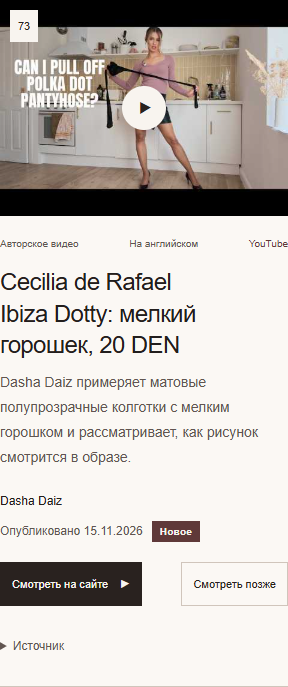 73
CAN I PULL OFF
POLKA DOT
PANTYHOSE?
Авторское видео
На английском
YouTube
Cecilia de Rafael
Ibiza Dotty: мелкий
горошек, 20 DEN
Dasha Daiz примеряет матовые
полупрозрачные колготки с мелким
горошком и рассматривает, как рисунок
смотрится в образе.
Dasha Daiz
Опубликовано 15.11.2026 Новое
Смотреть на сайте
Смотреть позже
Источник